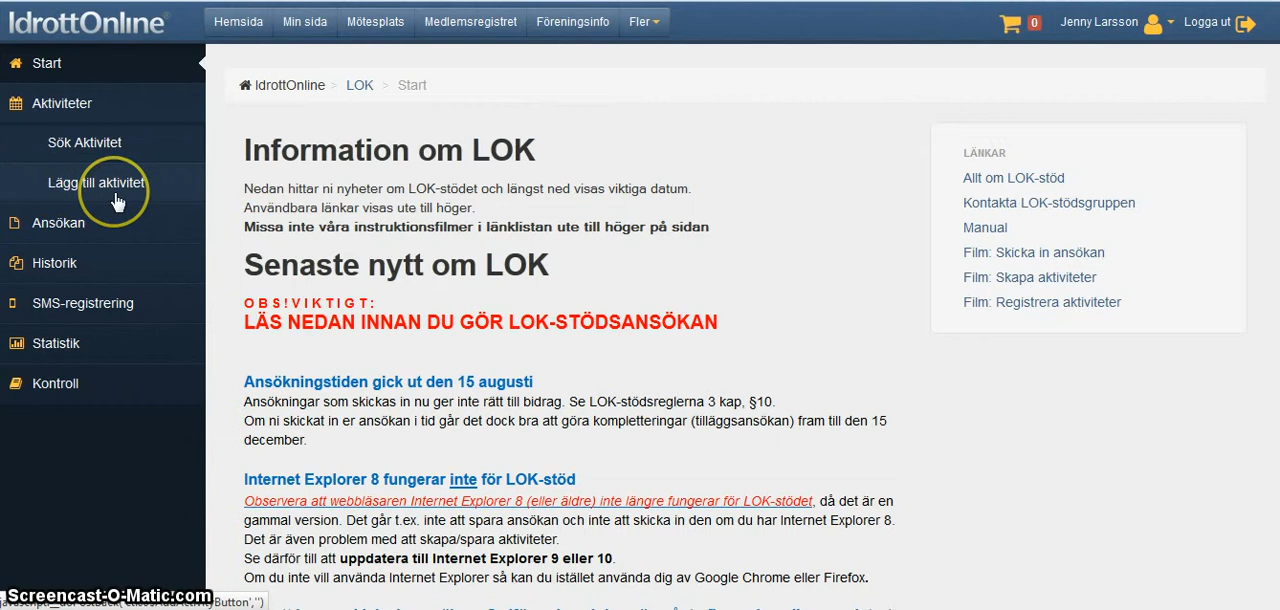 IdrottOnline Hemsida Min sida Mötesplats Medlemsregistret Föreningsinfo Fler 0 Jenny Larsson Logga ut
Start
Aktiviteter
Sök Aktivitet
Lägg till aktivitet
Ansökan
Historik
SMS-registrering
Statistik
Kontroll
IdrottOnline > LOK > Start
Information om LOK
Nedan hittar ni nyheter om LOK-stödet och längst ned visas viktiga datum.
Användbara länkar visas ute till höger.
Missa inte våra instruktionsfilmer i länklistan ute till höger på sidan
Senaste nytt om LOK
O B S ! V I K T I G T :
LÄS NEDAN INNAN DU GÖR LOK-STÖDSANSÖKAN
Ansökningstiden gick ut den 15 augusti
Ansökningar som skickas in nu ger inte rätt till bidrag. Se LOK-stödsreglerna 3 kap, §10.
Om ni skickat in er ansökan i tid går det dock bra att göra kompletteringar (tilläggsansökan) fram till den 15
december.
Internet Explorer 8 fungerar inte för LOK-stöd
Observera att webbläsaren Internet Explorer 8 (eller äldre) inte längre fungerar för LOK-stödet, då det är en
gammal version. Det går t.ex. inte att spara ansökan och inte att skicka in den om du har Internet Explorer 8.
Det är även problem med att skapa/spara aktiviteter.
Se därför till att uppdatera till Internet Explorer 9 eller 10.
Om du inte vill använda Internet Explorer så kan du istället använda dig av Google Chrome eller Firefox.
LÄNKAR
Allt om LOK-stöd
Kontakta LOK-stödsgruppen
Manual
Film: Skicka in ansökan
Film: Skapa aktiviteter
Film: Registrera aktiviteter
Screencast-O-Matic.com